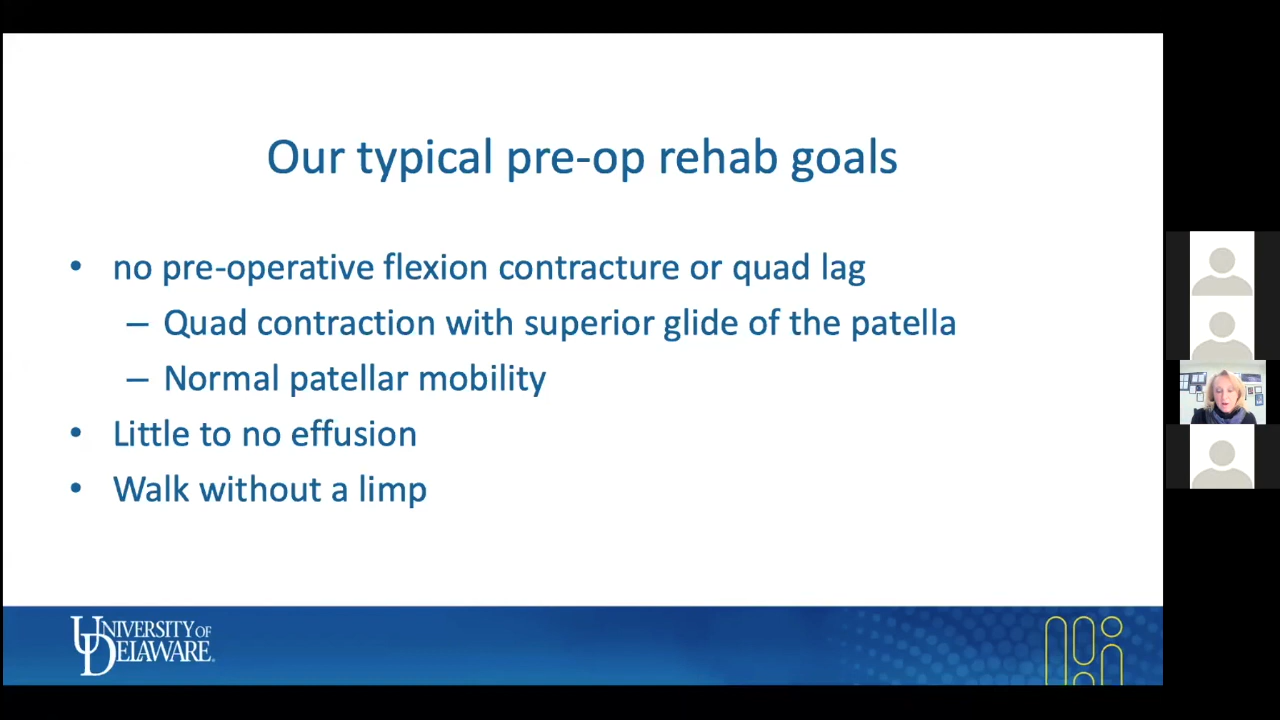 Our typical pre-op rehab goals
• no pre-operative flexion contracture or quad lag
– Quad contraction with superior glide of the patella
– Normal patellar mobility
• Little to no effusion
• Walk without a limp
UNIVERSITY OF
DELAWARE